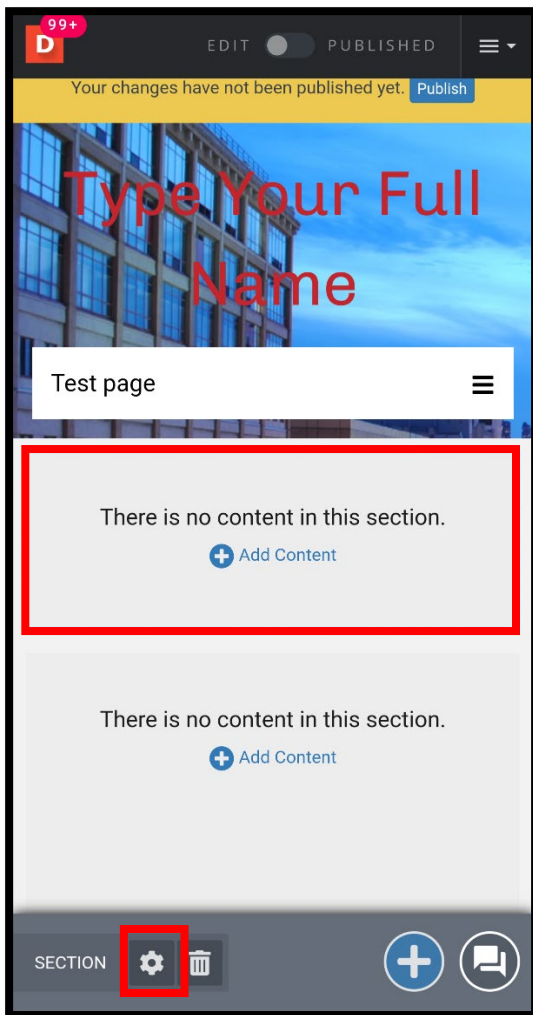 99+
D
EDIT PUBLISHED
Your changes have not been published yet. Publish
Type Your Full
Name
Test page
There is no content in this section.
Add Content
There is no content in this section.
Add Content
SECTION